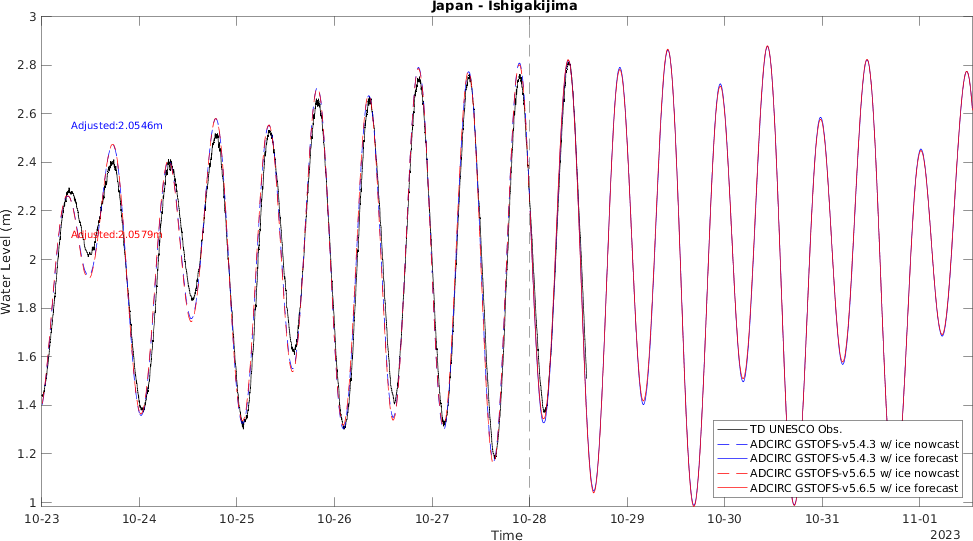 Japan - Ishigakijima
3
2.8
2.6
2.4
2.2
2
1.8
1.6
1.4
1.2
1
Water Level (m)
Adjusted:2.0546m
Adjusted:2.0579m
TD UNESCO Obs.
ADCIRC GSTOFS-v5.4.3 w/ ice nowcast
ADCIRC GSTOFS-v5.4.3 w/ ice forecast
ADCIRC GSTOFS-v5.6.5 w/ ice nowcast
ADCIRC GSTOFS-v5.6.5 w/ ice forecast
10-23 10-24 10-25 10-26 10-27 10-28 10-29 10-30 10-31 11-01
Time
2023